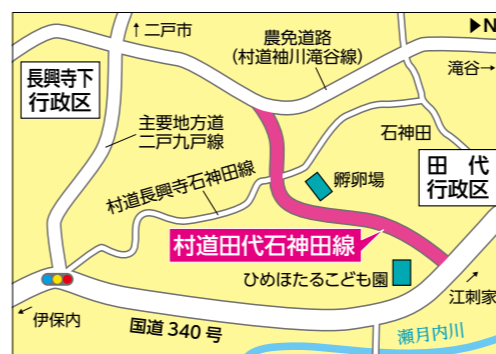 ↑二戸市
農免道路
(村道袖川滝谷線)
▶N
滝谷→
長興寺下
行政区
主要地方道
二戸九戸線
石神田
村道長興寺石神田線
孵卵場
田代
行政区
村道田代石神田線
ひめほたるこども園
江刺家
伊保内
国道340号
瀬月内川